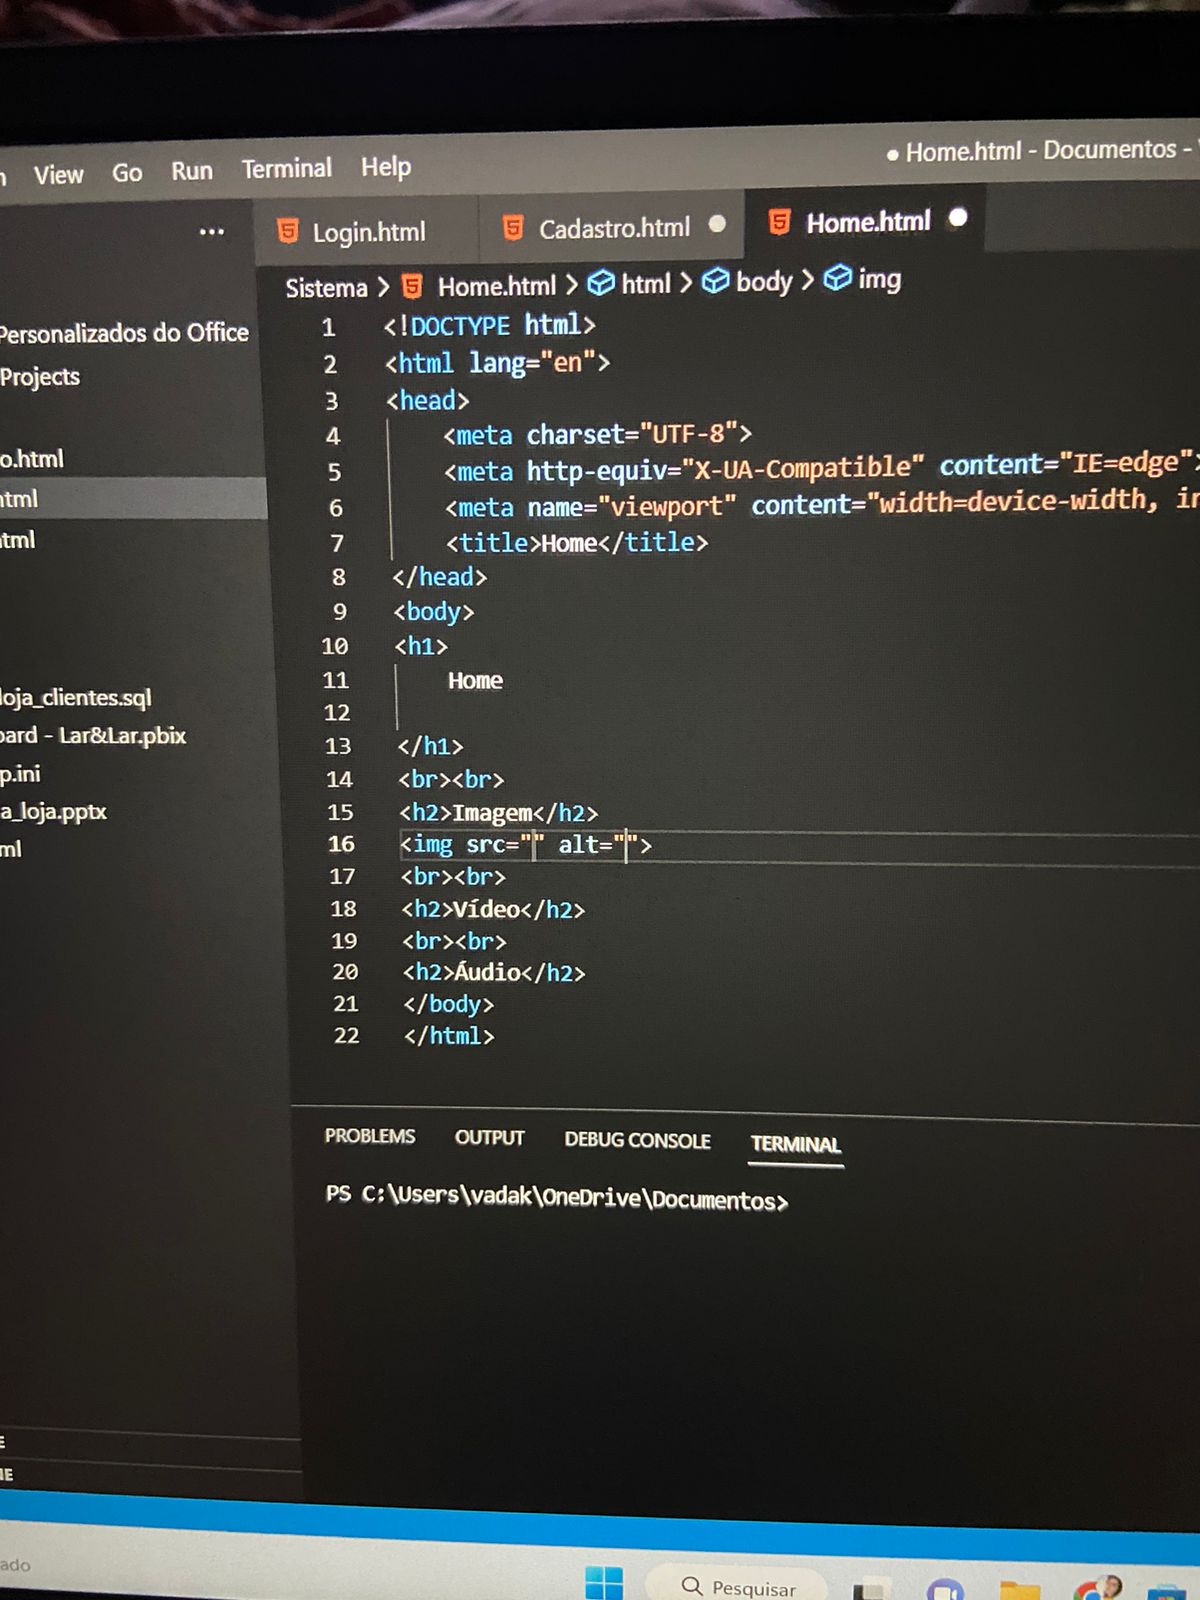 View Go Run Terminal Help
Home.html - Documentos -
Login.html Cadastro.html Home.html
Sistema > Home.html > html > body > img
Personalizados do Office
Projects
o.html
html
tml
loja_clientes.sql
oard - Lar&Lar.pbix
p.ini
a_loja.pptx
ml
1 <!DOCTYPE html>
2 <html lang="en">
3 <head>
4 <meta charset="UTF-8">
5 <meta http-equiv="X-UA-Compatible" content="IE=edge">
6 <meta name="viewport" content="width=device-width, in
7 <title>Home</title>
8 </head>
9 <body>
10 <h1>
11 Home
12
13 </h1>
14 <br><br>
15 <h2>Imagem</h2>
16 <img src="" alt="">
17 <br><br>
18 <h2>Vídeo</h2>
19 <br><br>
20 <h2>Áudio</h2>
21 </body>
22 </html>
PROBLEMS OUTPUT DEBUG CONSOLE TERMINAL
PS C:\Users\vadak\OneDrive\Documentos>
E
NE
ado
Pesquisar